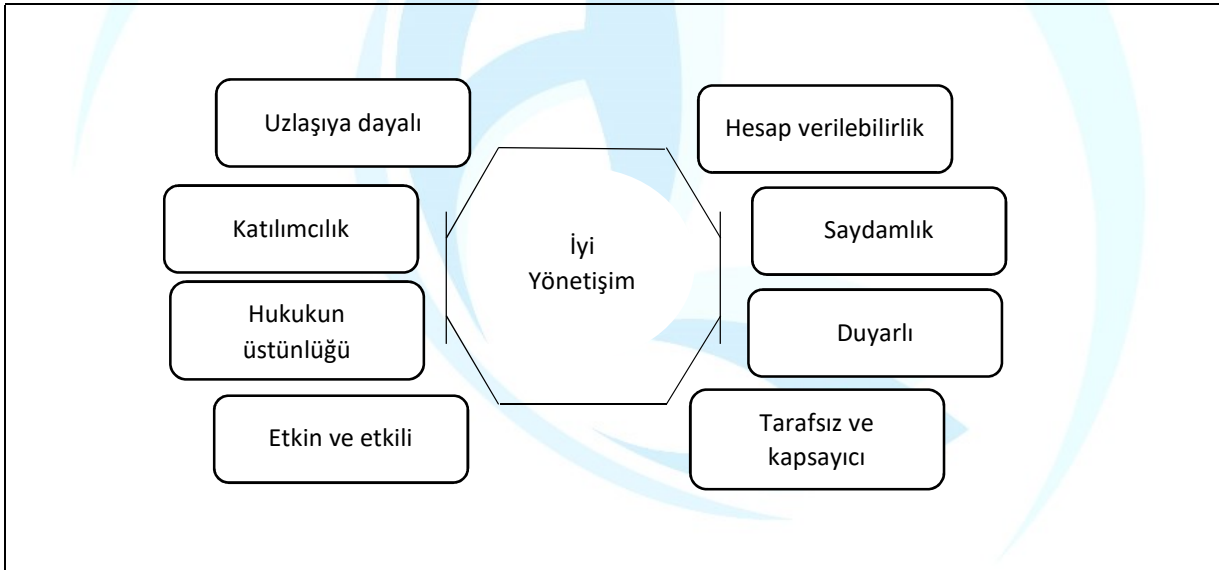 Uzlaşıya dayalı
Hesap verilebilirlik
Katılımcılık
Saydamlık
İyi
Yönetişim
Hukukun
üstünlüğü
Duyarlı
Etkin ve etkili
Tarafsız ve
kapsayıcı